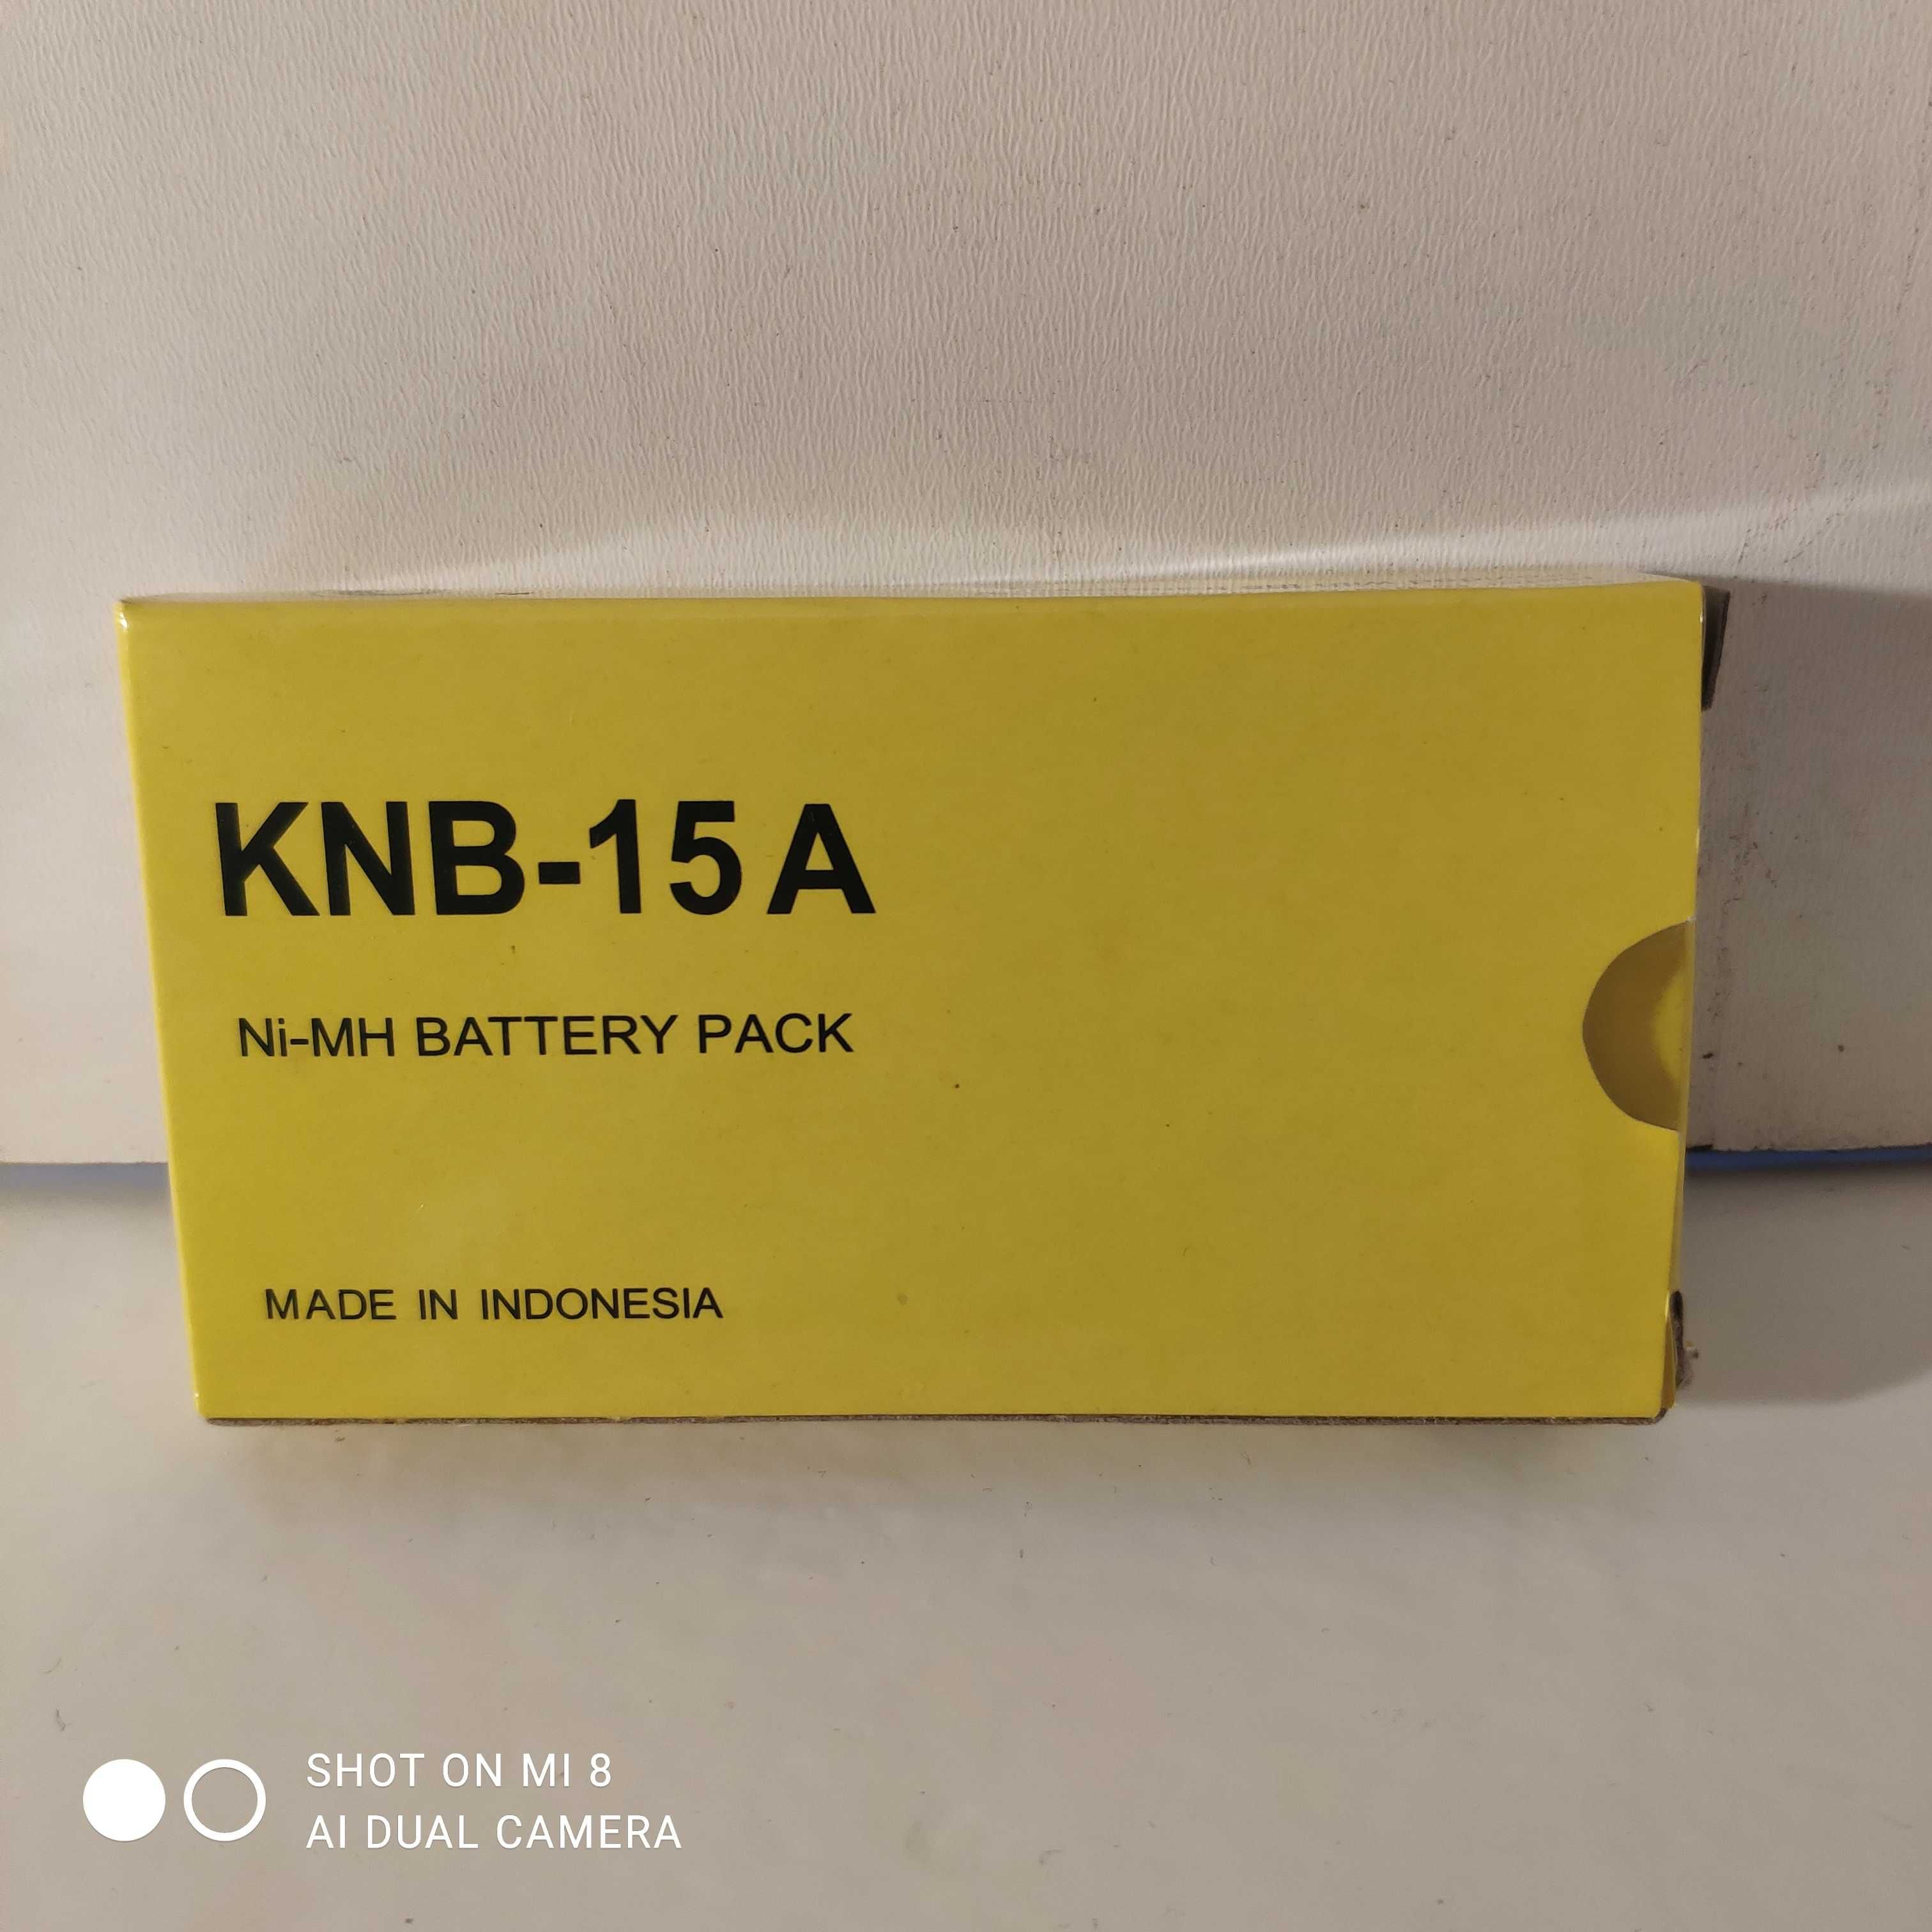 KNB-15A
Ni-MH BATTERY PACK
MADE IN INDONESIA
SHOT ON MI 8
AI DUAL CAMERA